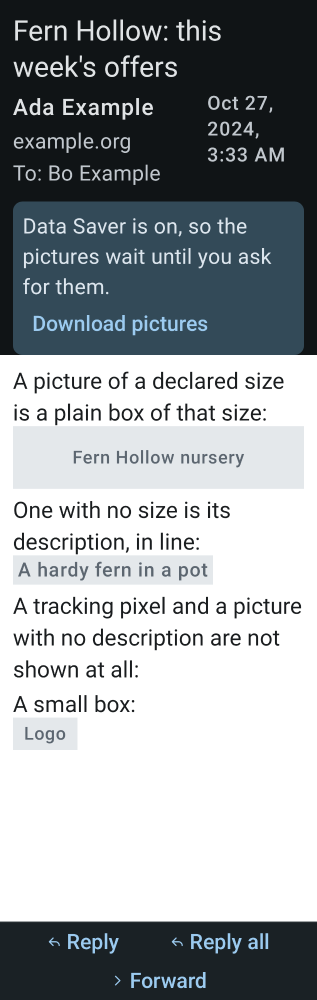 Fern Hollow: this
week's offers
Ada Example
Oct 27,
2024,
3:33 AM
example.org
To: Bo Example
Data Saver is on, so the
pictures wait until you ask
for them.
Download pictures
A picture of a declared size
is a plain box of that size:
Fern Hollow nursery
One with no size is its
description, in line:
A hardy fern in a pot
A tracking pixel and a picture
with no description are not
shown at all:
A small box:
Logo
Reply
Reply all
Forward